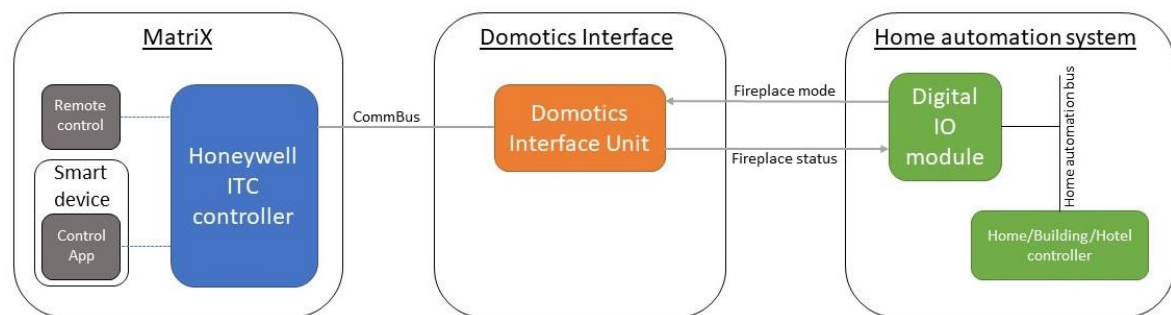 MatriX
Remote
control
Smart
device
Control
App
Honeywell
ITC
controller
CommBus
Domotics Interface
Domotics
Interface Unit
Fireplace mode
Fireplace status
Home automation system
Digital
IO
module
Home automation bus
Home/Building/Hotel
controller